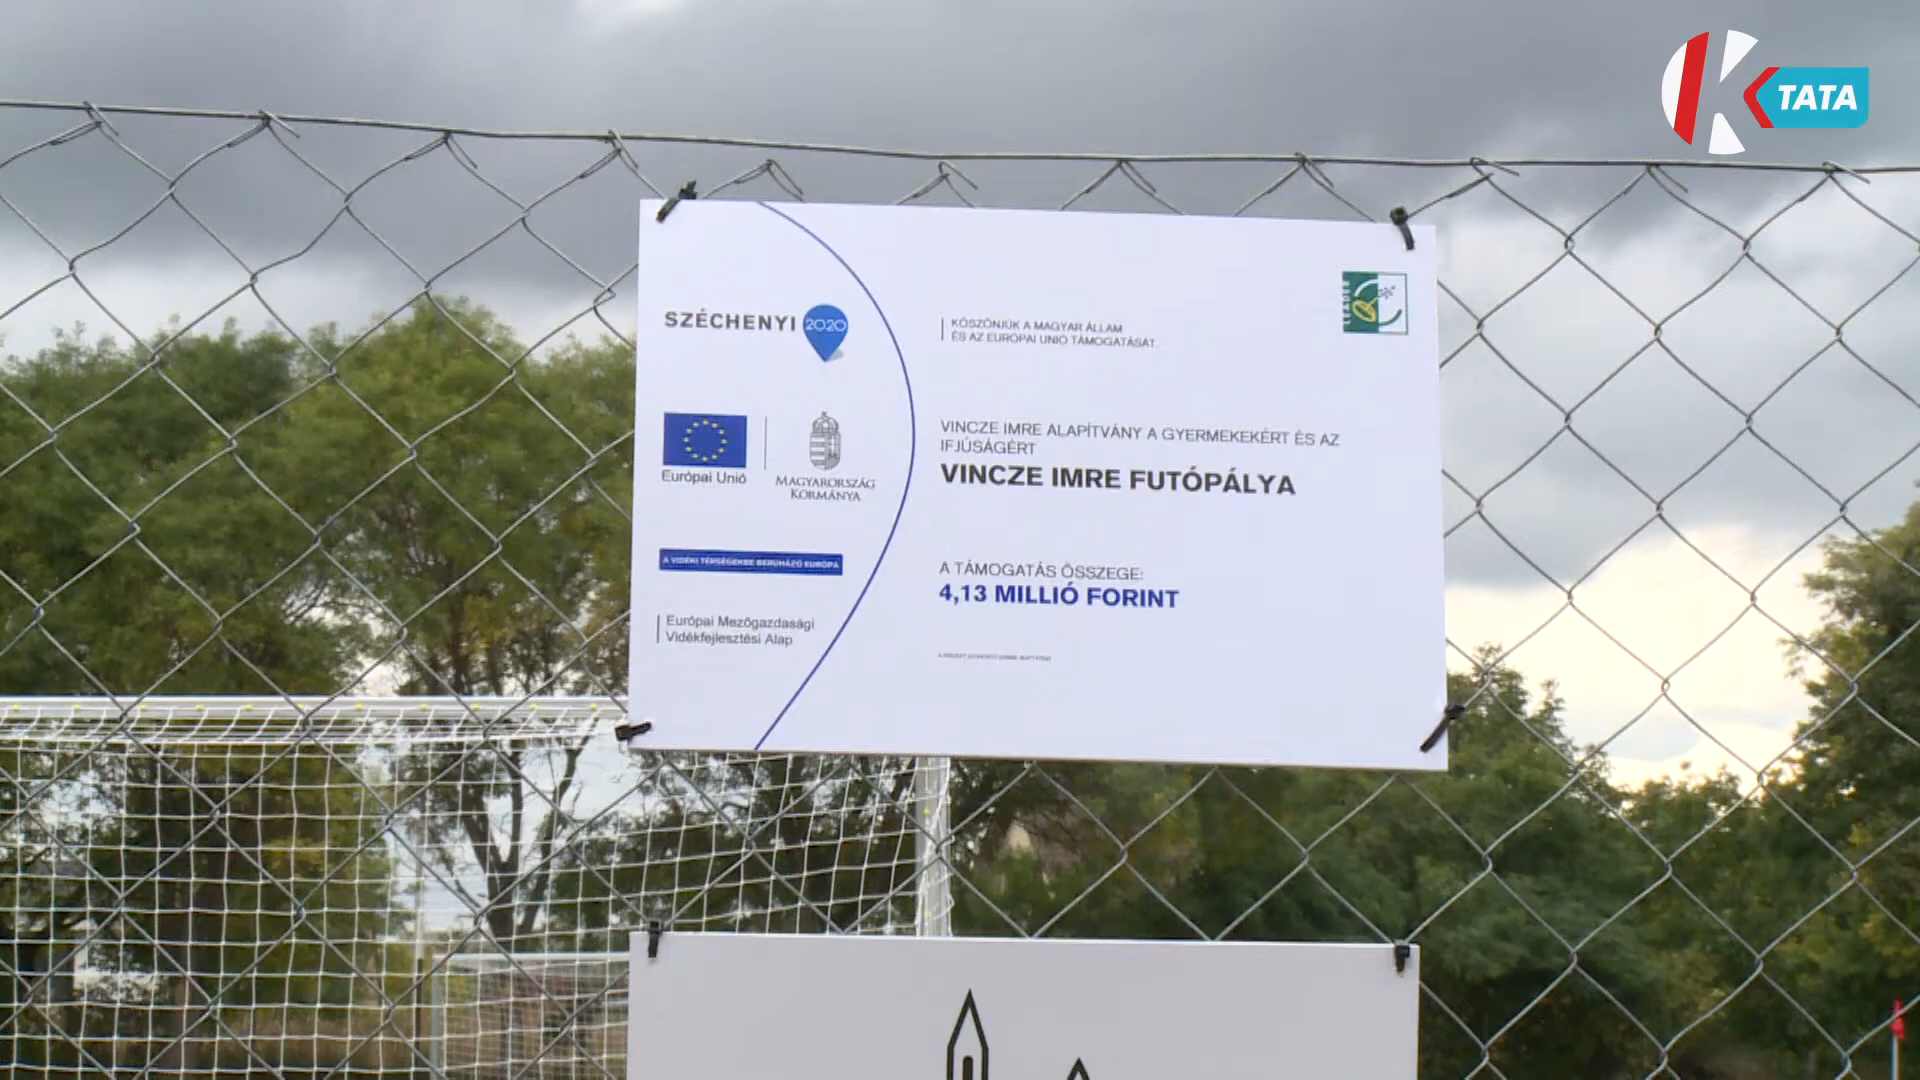 TATA
SZÉCHENYI 2020
KÖSZÖNJÜK A MAGYAR ÁLLAM
ÉS AZ EURÓPAI UNIÓ TÁMOGATÁSÁT.
LEADER
Európai Unió
MAGYARORSZÁG
KORMÁNYA
VINCZE IMRE ALAPÍTVÁNY A GYERMEKEKÉRT ÉS AZ
IFJÚSÁGÉRT
VINCZE IMRE FUTÓPÁLYA
A VIDÉKI TÉRSÉGEKBE BERUHÁZÓ EURÓPA
A TÁMOGATÁS ÖSSZEGE:
4,13 MILLIÓ FORINT
Európai Mezőgazdasági
Vidékfejlesztési Alap